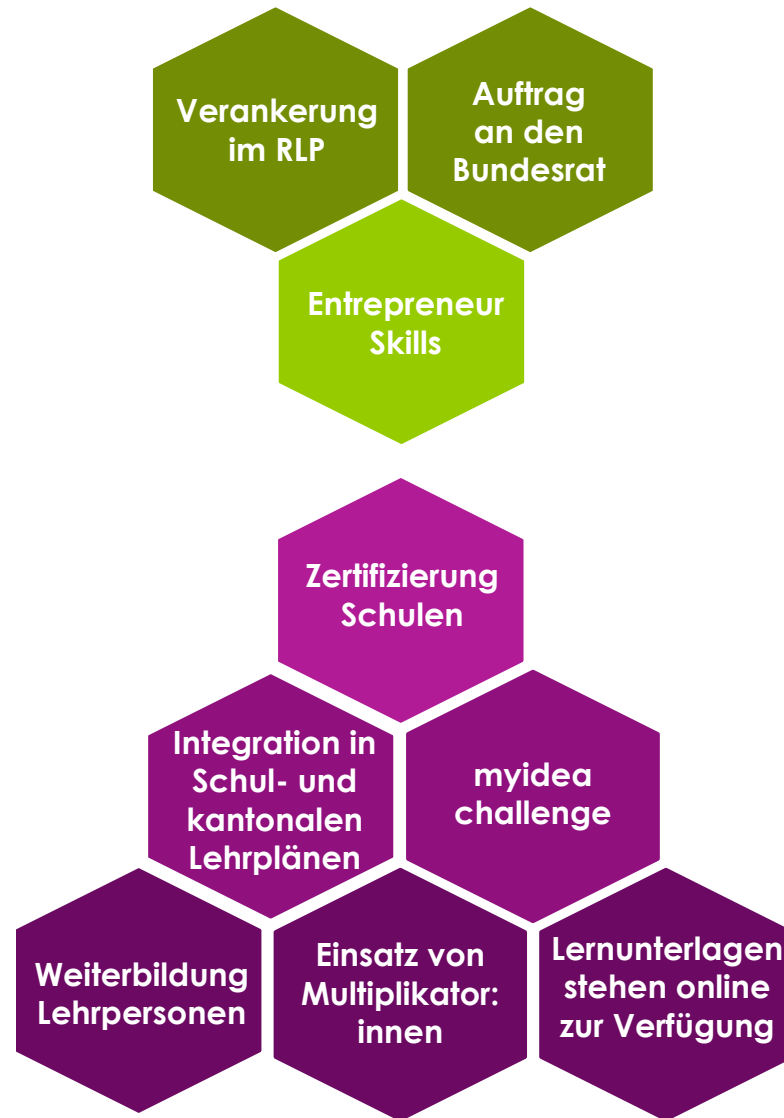 Verankerung
im RLP
Auftrag
an den
Bundesrat
Entrepreneur
Skills
Zertifizierung
Schulen
Integration in
Schul- und
kantonalen
Lehrplänen
myidea
challenge
Weiterbildung
Lehrpersonen
Einsatz von
Multiplikator:
innen
Lernunterlagen
stehen online
zur Verfügung